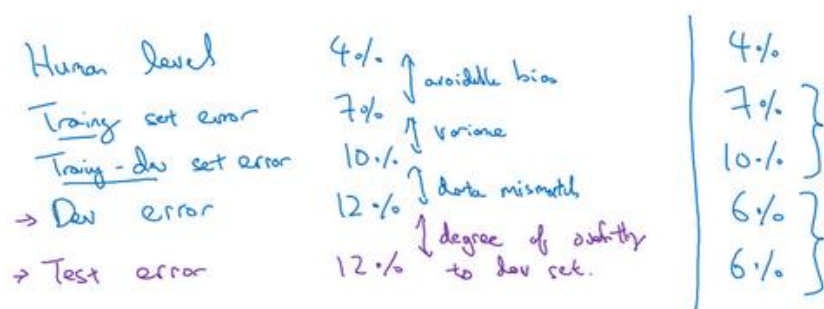 Human level 4% avoidable bias 4%
Training set error 7% variance 7%
Training-dev set error 10% data mismatch 10%
→ Dev error 12% degree of overfitting 6%
→ Test error 12% to dev set. 6%